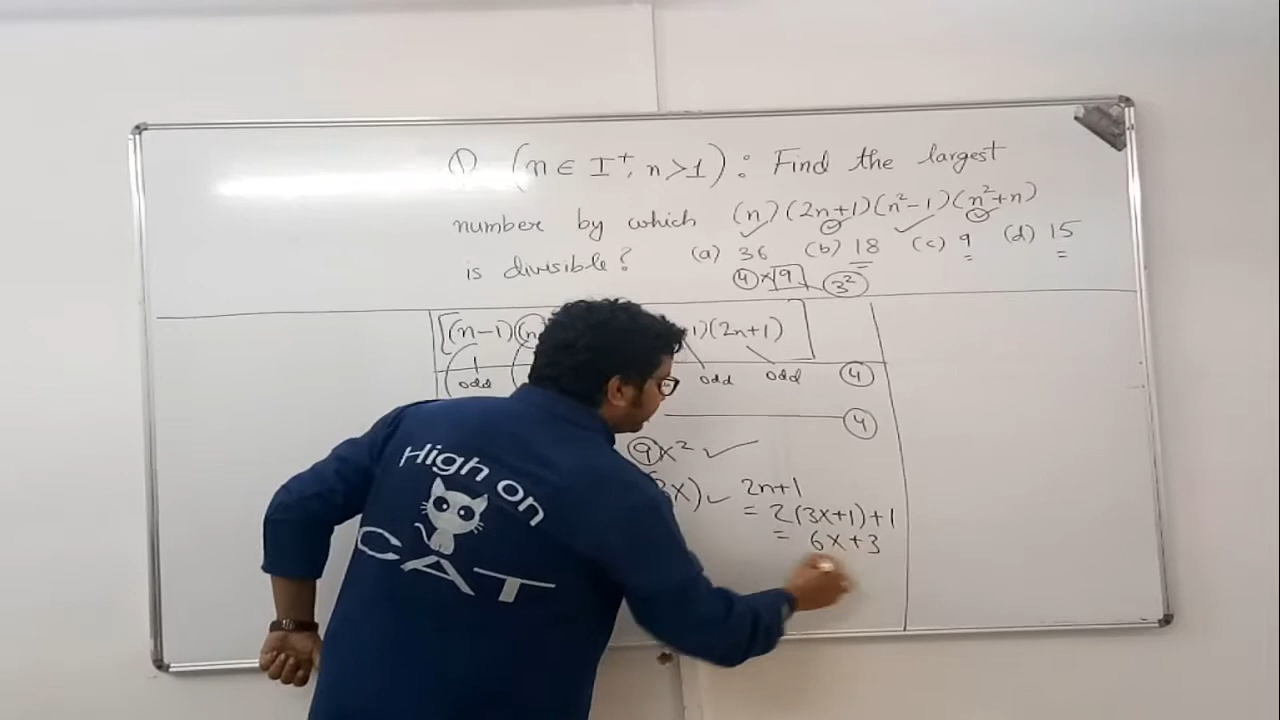 (n ∈ I⁺, n>1) : Find the largest
number by which (n)(2n+1)(n²-1)(n²+n)
is divisible? (a) 36 (b) 18 (c) 9 (d) 15
4×9 3²
[(n-1)(n 1)(2n+1)
odd odd odd 4
4
9x² ✓
3x) ✓ 2n+1
= 2(3x+1)+1
= 6x+3
High on
CAT